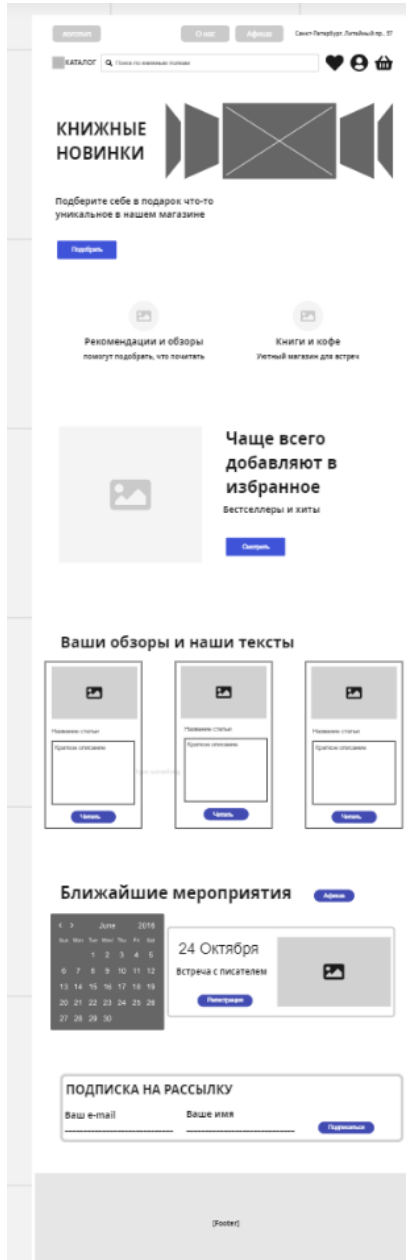 логотип
О нас
Афиша
Санкт-Петербург. Литейный пр., 57
КАТАЛОГ
Поиск по книжным полкам
КНИЖНЫЕ
НОВИНКИ
Подберите себе в подарок что-то
уникальное в нашем магазине
Подобрать
Рекомендации и обзоры
помогут подобрать, что почитать
Книги и кофе
Уютный магазин для встреч
Чаще всего
добавляют в
избранное
Бестселлеры и хиты
Смотреть
Ваши обзоры и наши тексты
Название статьи
Краткое описание
Читать
Название статьи
Краткое описание
Читать
Название статьи
Краткое описание
Читать
Type something
Ближайшие мероприятия
Афиша
< > June 2016
Sun Mon Tue Wed Thu Fri Sat
1 2 3 4 5
6 7 8 9 10 11 12
13 14 15 16 17 18 19
20 21 22 23 24 25 26
27 28 29 30
24 Октября
Встреча с писателем
Регистрация
ПОДПИСКА НА РАССЫЛКУ
Ваш e-mail
Ваше имя
Подписаться
[Footer]